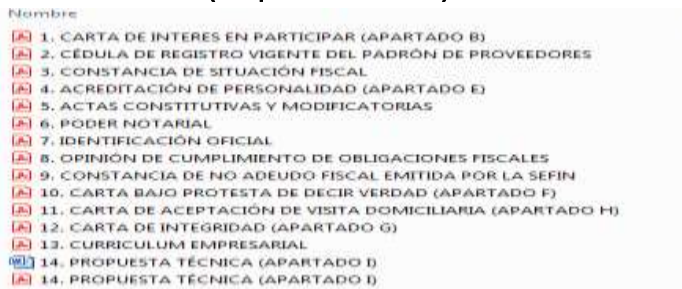 Nombre
1. CARTA DE INTERES EN PARTICIPAR (APARTADO B)
2. CÉDULA DE REGISTRO VIGENTE DEL PADRÓN DE PROVEEDORES
3. CONSTANCIA DE SITUACIÓN FISCAL
4. ACREDITACIÓN DE PERSONALIDAD (APARTADO E)
5. ACTAS CONSTITUTIVAS Y MODIFICATORIAS
6. PODER NOTARIAL
7. IDENTIFICACIÓN OFICIAL
8. OPINIÓN DE CUMPLIMIENTO DE OBLIGACIONES FISCALES
9. CONSTANCIA DE NO ADEUDO FISCAL EMITIDA POR LA SEFIN
10. CARTA BAJO PROTESTA DE DECIR VERDAD (APARTADO F)
11. CARTA DE ACEPTACIÓN DE VISITA DOMICILIARIA (APARTADO H)
12. CARTA DE INTEGRIDAD (APARTADO G)
13. CURRICULUM EMPRESARIAL
14. PROPUESTA TÉCNICA (APARTADO I)
14. PROPUESTA TÉCNICA (APARTADO I)